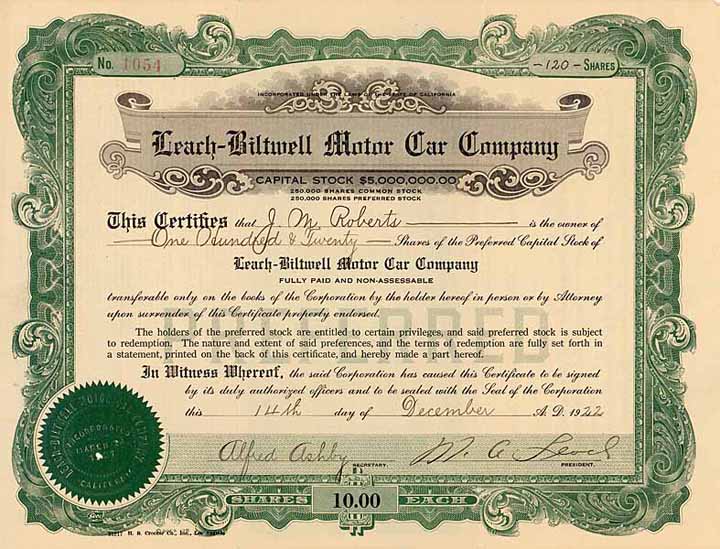 No. 1054
-120- SHARES
INCORPORATED UNDER THE LAWS OF THE STATE OF CALIFORNIA
Leach-Biltwell Motor Car Company
CAPITAL STOCK $5,000,000.00
250,000 SHARES COMMON STOCK
250,000 SHARES PREFERRED STOCK
This Certifies that J. M. Roberts is the owner of
One Hundred & Twenty Shares of the Preferred Capital Stock of
Leach-Biltwell Motor Car Company
FULLY PAID AND NON-ASSESSABLE
transferable only on the books of the Corporation by the holder hereof in person or by Attorney
upon surrender of this Certificate properly endorsed.
PREFERRED
The holders of the preferred stock are entitled to certain privileges, and said preferred stock is subject
to redemption. The nature and extent of said preferences, and the terms of redemption are fully set forth in
a statement, printed on the back of this certificate, and hereby made a part hereof.
In Witness Whereof, the said Corporation has caused this Certificate to be signed
by its duly authorized officers and to be sealed with the Seal of the Corporation
this 14th day of December A. D. 1922
LEACH-BILTWELL MOTOR CAR COMPANY
INCORPORATED
CALIFORNIA
Alfred Ashby
SECRETARY.
M. A. Leach
PRESIDENT.
SHARES 10.00 EACH